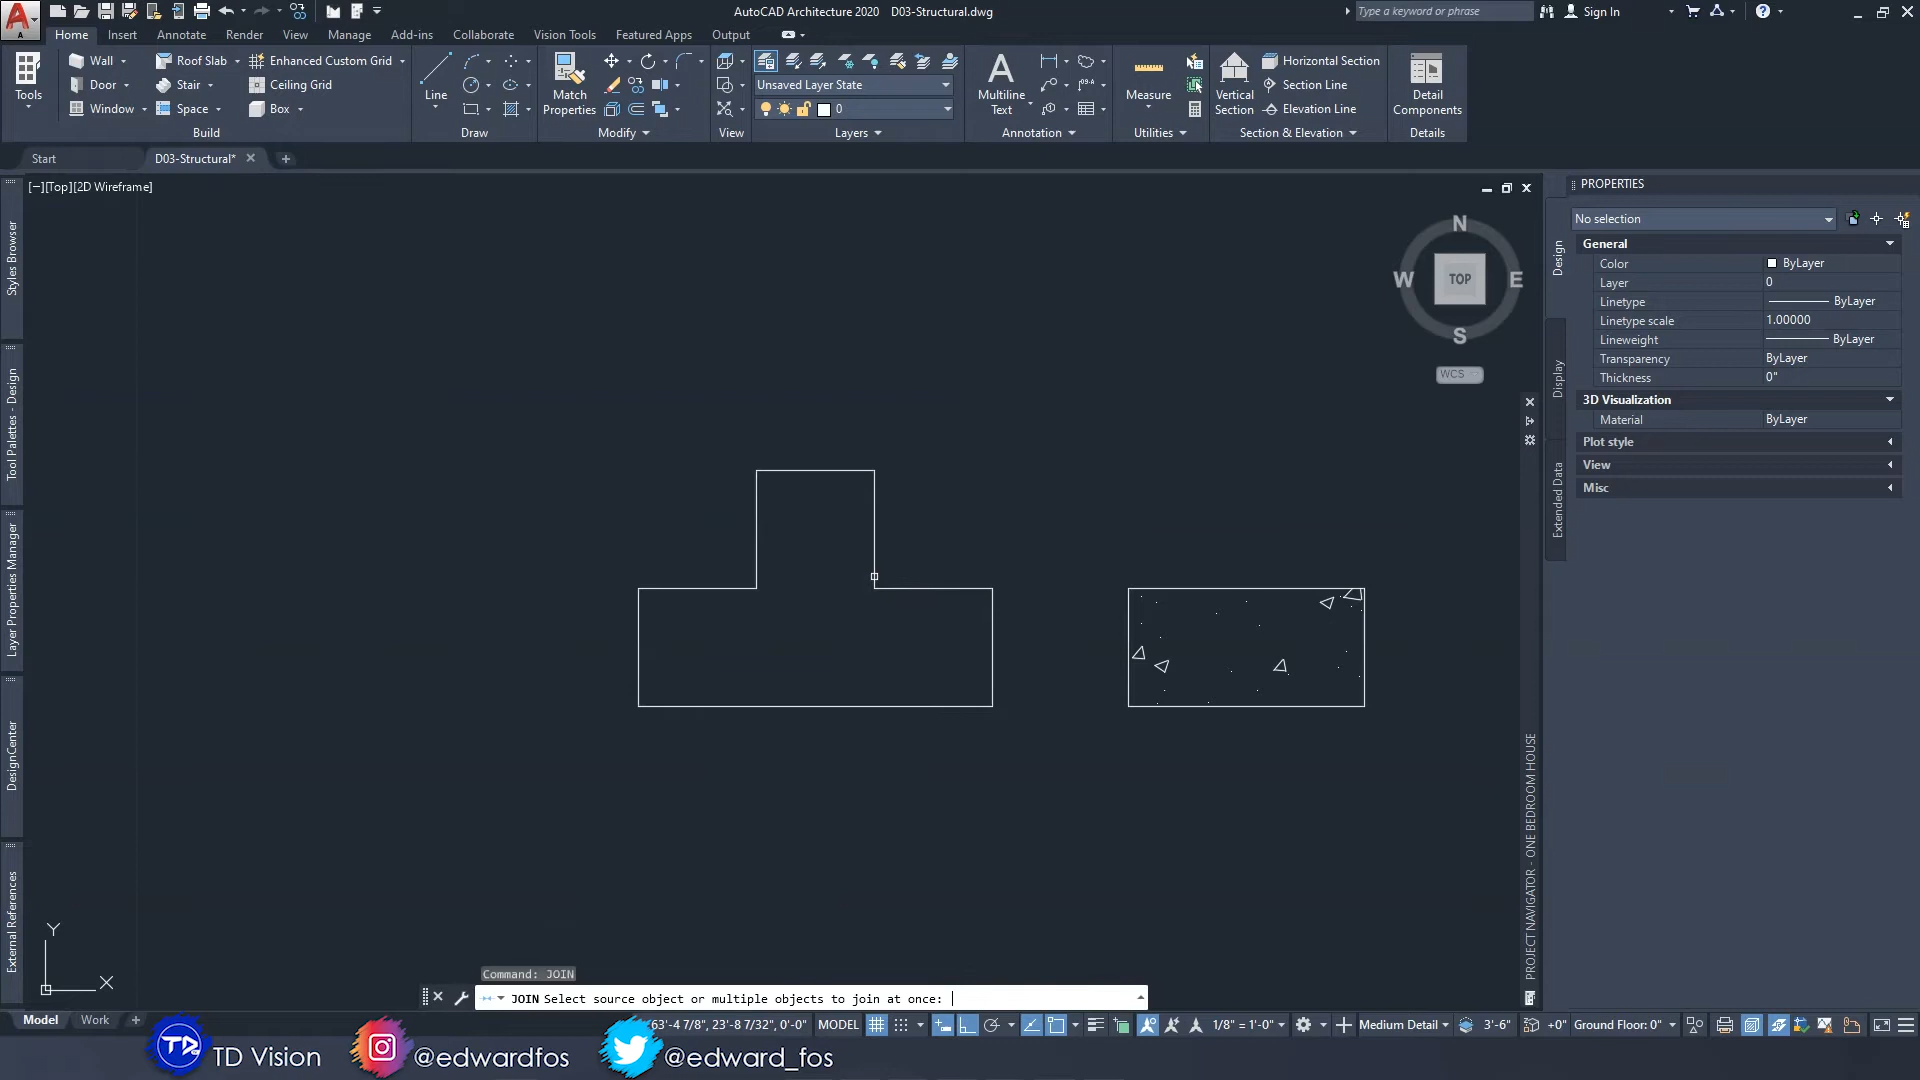 AutoCAD Architecture 2020 D03-Structural.dwg
Type a keyword or phrase
Sign In
Home Insert Annotate Render View Manage Add-ins Collaborate Vision Tools Featured Apps Output
Tools
Wall Roof Slab Enhanced Custom Grid
Door Stair Ceiling Grid
Window Space Box
Build
Line
Draw
Match
Properties
Modify
View
Unsaved Layer State
0
Layers
Multiline
Text
Annotation
Measure
Utilities
Vertical
Section
Horizontal Section
Section Line
Elevation Line
Section & Elevation
Detail
Components
Details
Start D03-Structural*
[−][Top][2D Wireframe]
Styles Browser
Tool Palettes - Design
Layer Properties Manager
DesignCenter
External References
N
W TOP E
S
WCS
PROPERTIES
No selection
General
Color ByLayer
Layer 0
Linetype ByLayer
Linetype scale 1.00000
Lineweight ByLayer
Transparency ByLayer
Thickness 0"
3D Visualization
Material ByLayer
Plot style
View
Misc
Design
Display
Extended Data
PROJECT NAVIGATOR - ONE BEDROOM HOUSE
Y
X
Command: JOIN
JOIN Select source object or multiple objects to join at once:
Model Work
63'-4 7/8", 23'-8 7/32", 0'-0" MODEL 1/8" = 1'-0" Medium Detail 3'-6" +0" Ground Floor: 0"
TD TD Vision @edwardfos @edward_fos